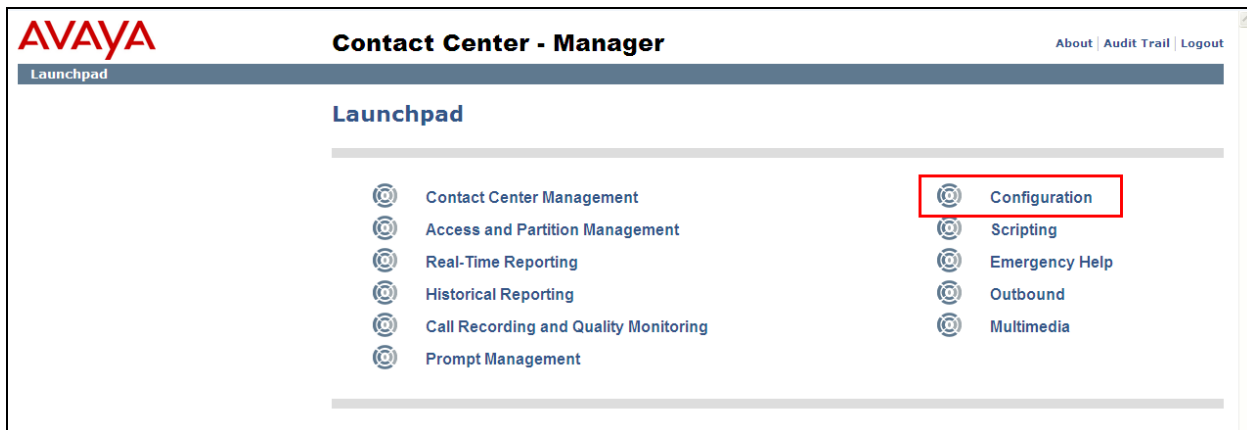 AVAYA
Contact Center - Manager
About | Audit Trail | Logout
Launchpad
Launchpad
Contact Center Management
Configuration
Access and Partition Management
Scripting
Real-Time Reporting
Emergency Help
Historical Reporting
Outbound
Call Recording and Quality Monitoring
Multimedia
Prompt Management